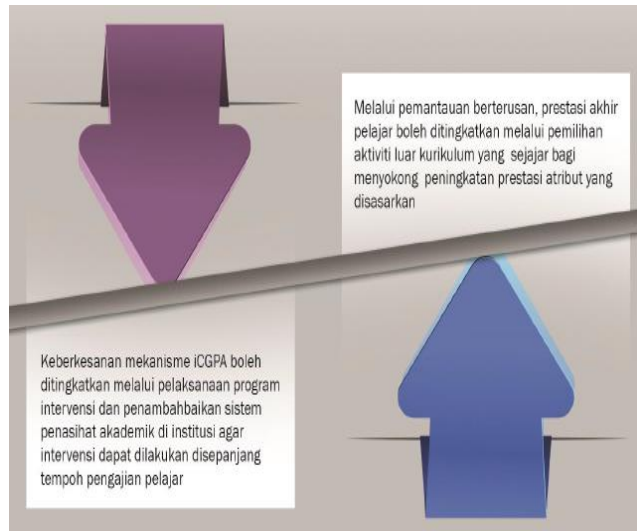 Melalui pemantauan berterusan, prestasi akhir
pelajar boleh ditingkatkan melalui pemilihan
aktiviti luar kurikulum yang sejajar bagi
menyokong peningkatan prestasi atribut yang
disasarkan
Keberkesanan mekanisme iCGPA boleh
ditingkatkan melalui pelaksanaan program
intervensi dan penambahbaikan sistem
penasihat akademik di institusi agar
intervensi dapat dilakukan disepanjang
tempoh pengajian pelajar